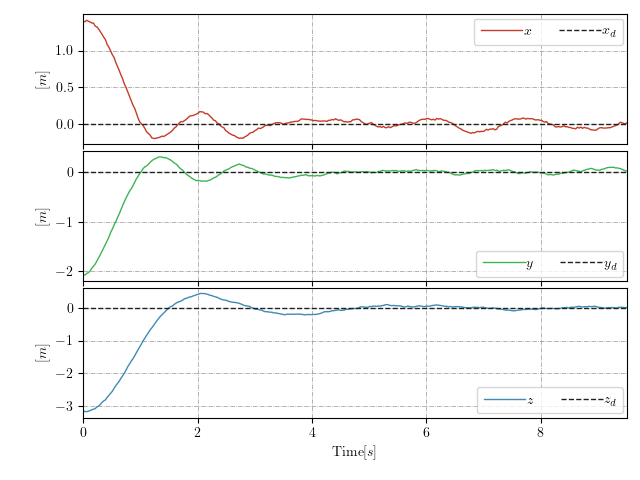 1.0
0.5
0.0
[m]
x
x_d
0
−1
−2
[m]
y
y_d
0
−1
−2
−3
[m]
z
z_d
0 2 4 6 8
Time[s]